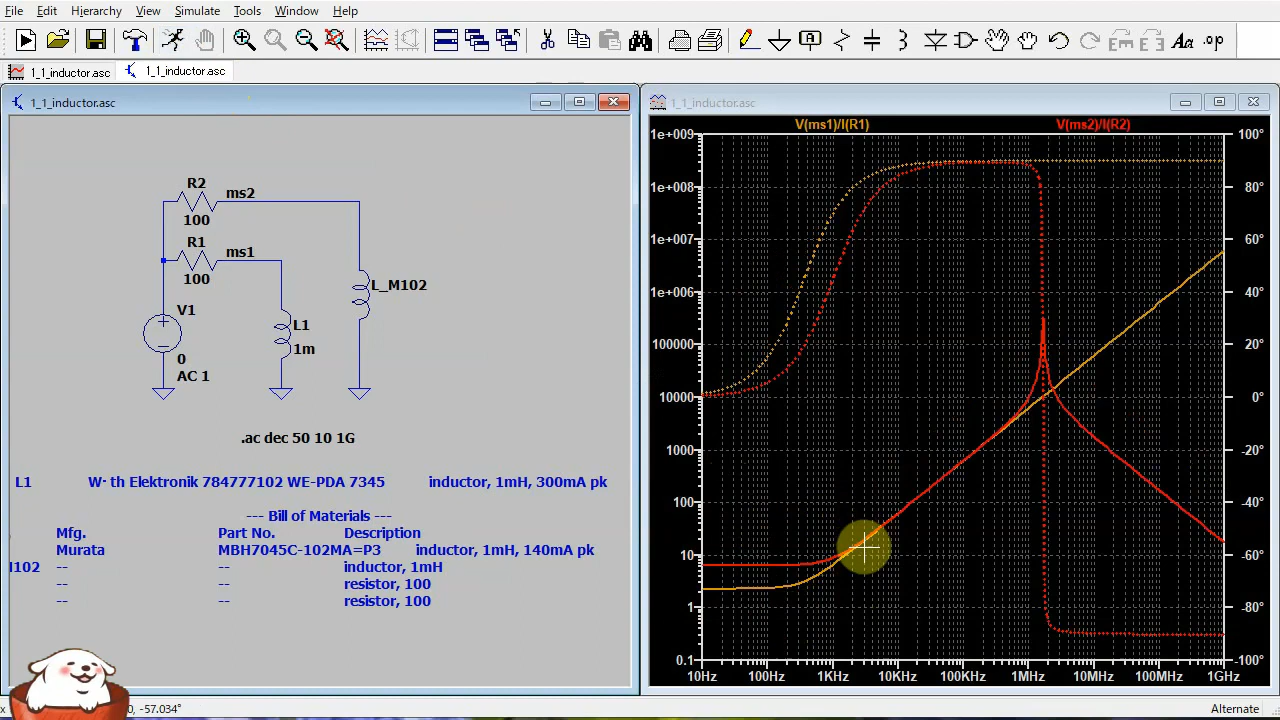 File Edit Hierarchy View Simulate Tools Window Help
1_1_inductor.asc 1_1_inductor.asc
1_1_inductor.asc
R2
ms2
100
R1
ms1
100
L_M102
V1
L1
1m
0
AC 1
.ac dec 50 10 1G
L1 W· th Elektronik 784777102 WE-PDA 7345 inductor, 1mH, 300mA pk
--- Bill of Materials ---
Mfg. Part No. Description
Murata MBH7045C-102MA=P3 inductor, 1mH, 140mA pk
102 -- -- inductor, 1mH
-- -- resistor, 100
-- -- resistor, 100
1_1_inductor.asc
V(ms1)/I(R1) V(ms2)/I(R2)
1e+009 100°
1e+008 80°
1e+007 60°
1e+006 40°
100000 20°
10000 0°
1000 -20°
100 -40°
10 -60°
1 -80°
0.1 -100°
10Hz 100Hz 1KHz 10KHz 100KHz 1MHz 10MHz 100MHz 1GHz
x 0, -57.034° Alternate